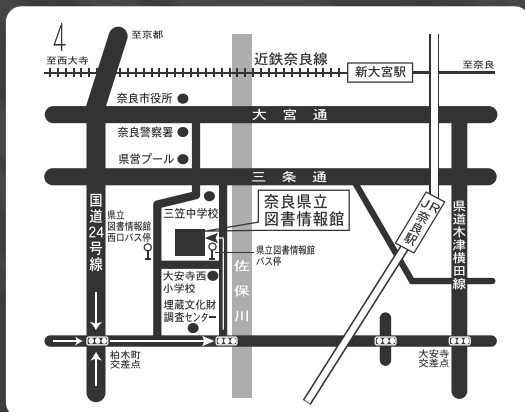 4
至京都
至西大寺
近鉄奈良線
新大宮駅
至奈良
奈良市役所
大宮通
奈良警察署
県営プール
三条通
国道24号線
三笠中学校
奈良県立
図書情報館
県立
図書情報館
西口バス停
県立図書情報館
バス停
JR奈良駅
県道木津横田線
大安寺西
小学校
佐保川
埋蔵文化財
調査センター
柏木町
交差点
大安寺
交差点